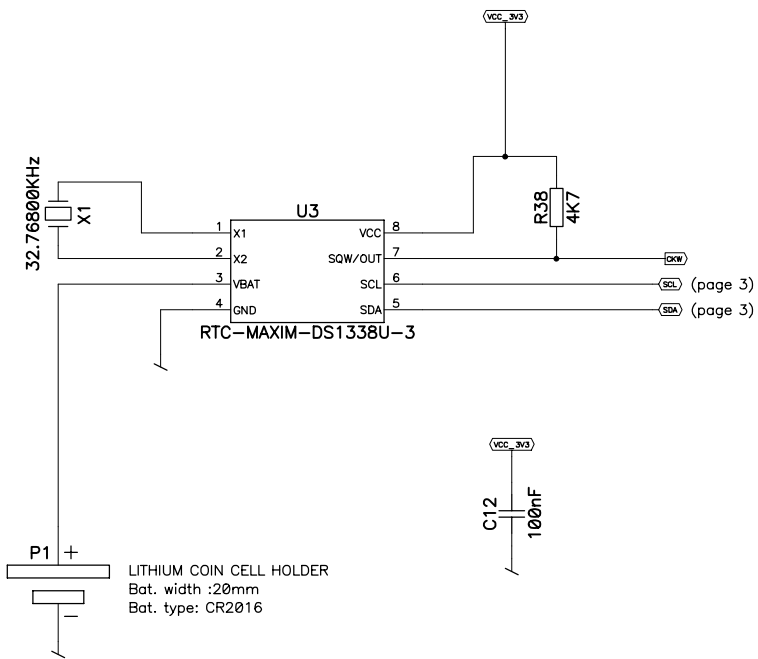 VCC_3V3
32.76800KHz
X1
U3
R38
4K7
1 X1
2 X2
3 VBAT
4 GND
VCC 8
SQW/OUT 7
SCL 6
SDA 5
CKW
SCL (page 3)
SDA (page 3)
RTC-MAXIM-DS1338U-3
VCC_3V3
C12
100nF
P1 +
LITHIUM COIN CELL HOLDER
Bat. width :20mm
Bat. type: CR2016
−